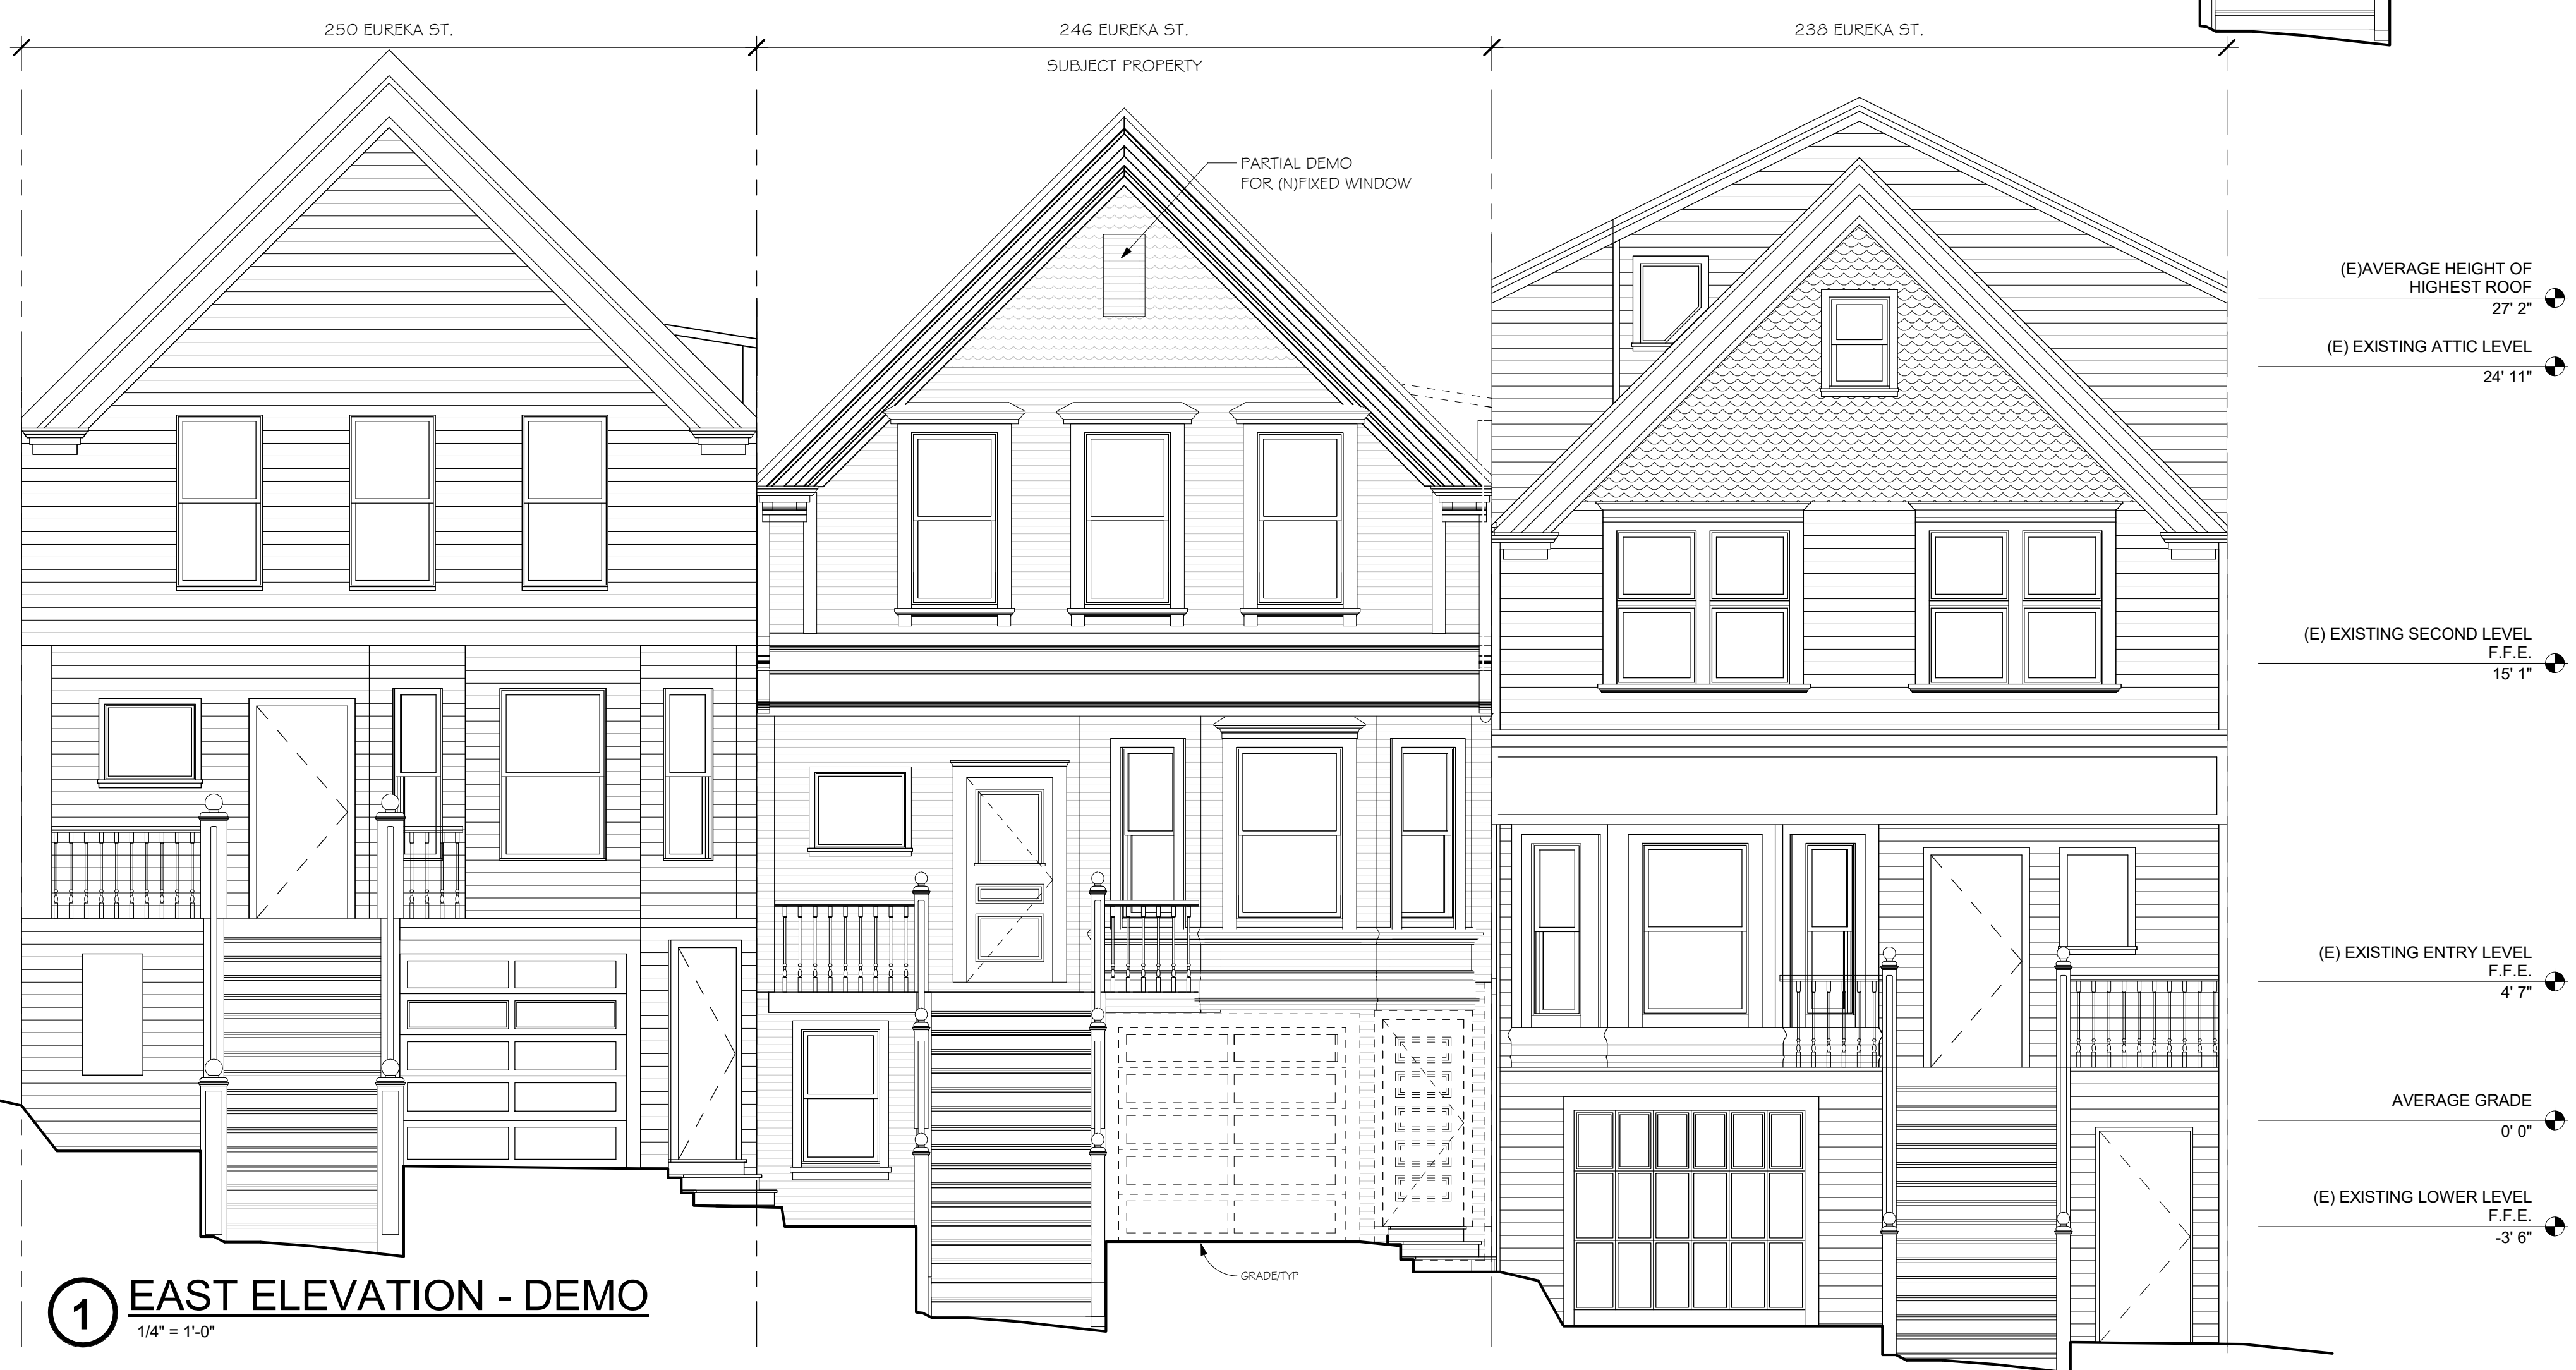 250 EUREKA ST.
246 EUREKA ST.
238 EUREKA ST.
SUBJECT PROPERTY
PARTIAL DEMO
FOR (N)FIXED WINDOW
(E)AVERAGE HEIGHT OF
HIGHEST ROOF
27' 2"
(E) EXISTING ATTIC LEVEL
24' 11"
(E) EXISTING SECOND LEVEL
F.F.E.
15' 1"
(E) EXISTING ENTRY LEVEL
F.F.E.
4' 7"
AVERAGE GRADE
0' 0"
(E) EXISTING LOWER LEVEL
F.F.E.
-3' 6"
GRADE/TYP
1
EAST ELEVATION - DEMO
1/4" = 1'-0"